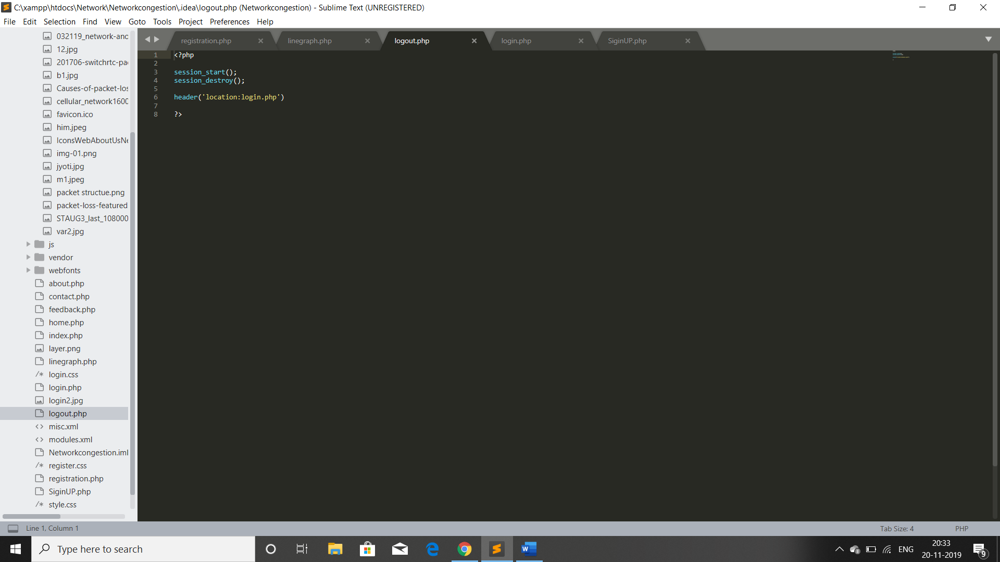 C:\xampp\htdocs\Network\Networkcongestion\.idea\logout.php (Networkcongestion) - Sublime Text (UNREGISTERED)
File Edit Selection Find View Goto Tools Project Preferences Help
032119_network-ano
12.jpg
201706-switchrtc-pa
b1.jpg
Causes-of-packet-los
cellular_network1600
favicon.ico
him.jpeg
IconsWebAboutUsNe
img-01.png
jyoti.jpg
m1.jpeg
packet structue.png
packet-loss-featured
STAUG3_last_108000
var2.jpg
js
vendor
webfonts
about.php
contact.php
feedback.php
home.php
index.php
layer.png
linegraph.php
/* login.css
login.php
login2.jpg
logout.php
<> misc.xml
<> modules.xml
Networkcongestion.iml
/* register.css
registration.php
SiginUP.php
/* style.css
registration.php linegraph.php logout.php login.php SiginUP.php
1 <?php
2
3 session_start();
4 session_destroy();
5
6 header('location:login.php')
7
8 ?>
Line 1, Column 1 Tab Size: 4 PHP
Type here to search
ENG
20:33
20-11-2019
9